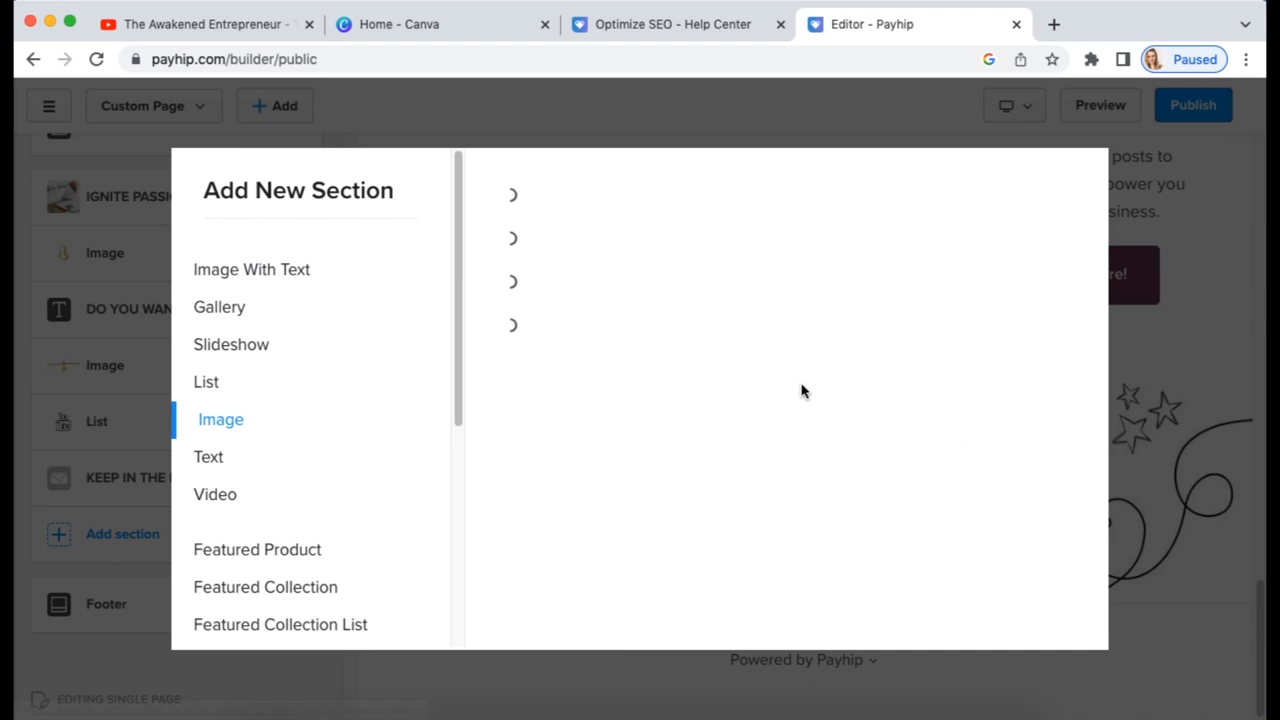 The Awakened Entrepreneur -
Home - Canva
Optimize SEO - Help Center
Editor - Payhip
payhip.com/builder/public
Paused
Custom Page
Add
Preview
Publish
IGNITE PASSI
Image
DO YOU WAN
Image
List
KEEP IN THE
Add section
Footer
EDITING SINGLE PAGE
Add New Section
Image With Text
Gallery
Slideshow
List
Image
Text
Video
Featured Product
Featured Collection
Featured Collection List
posts to
power you
siness.
re!
Powered by Payhip